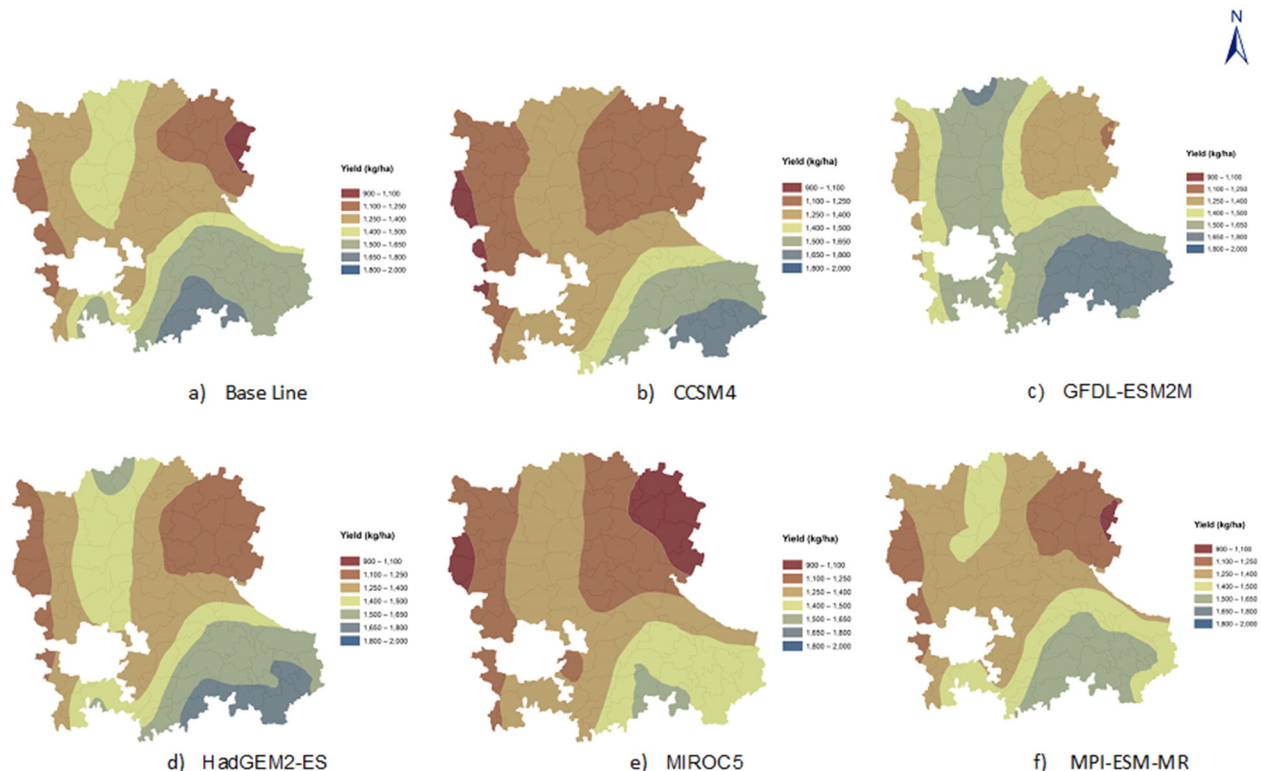 N
Yield (kg/ha)
900 – 1,100
1,100 – 1,250
1,250 – 1,400
1,400 – 1,500
1,500 – 1,650
1,650 – 1,800
1,800 – 2,000
Yield (kg/ha)
900 – 1,100
1,100 – 1,250
1,250 – 1,400
1,400 – 1,500
1,500 – 1,650
1,650 – 1,800
1,800 – 2,000
Yield (kg/ha)
900 – 1,100
1,100 – 1,250
1,250 – 1,400
1,400 – 1,500
1,500 – 1,650
1,650 – 1,800
1,800 – 2,000
a) Base Line
b) CCSM4
c) GFDL-ESM2M
Yield (kg/ha)
900 – 1,100
1,100 – 1,250
1,250 – 1,400
1,400 – 1,500
1,500 – 1,650
1,650 – 1,800
1,800 – 2,000
Yield (kg/ha)
900 – 1,100
1,100 – 1,250
1,250 – 1,400
1,400 – 1,500
1,500 – 1,650
1,650 – 1,800
1,800 – 2,000
Yield (kg/ha)
900 – 1,100
1,100 – 1,250
1,250 – 1,400
1,400 – 1,500
1,500 – 1,650
1,650 – 1,800
1,800 – 2,000
d) HadGEM2-ES
e) MIROC5
f) MPI-ESM-MR